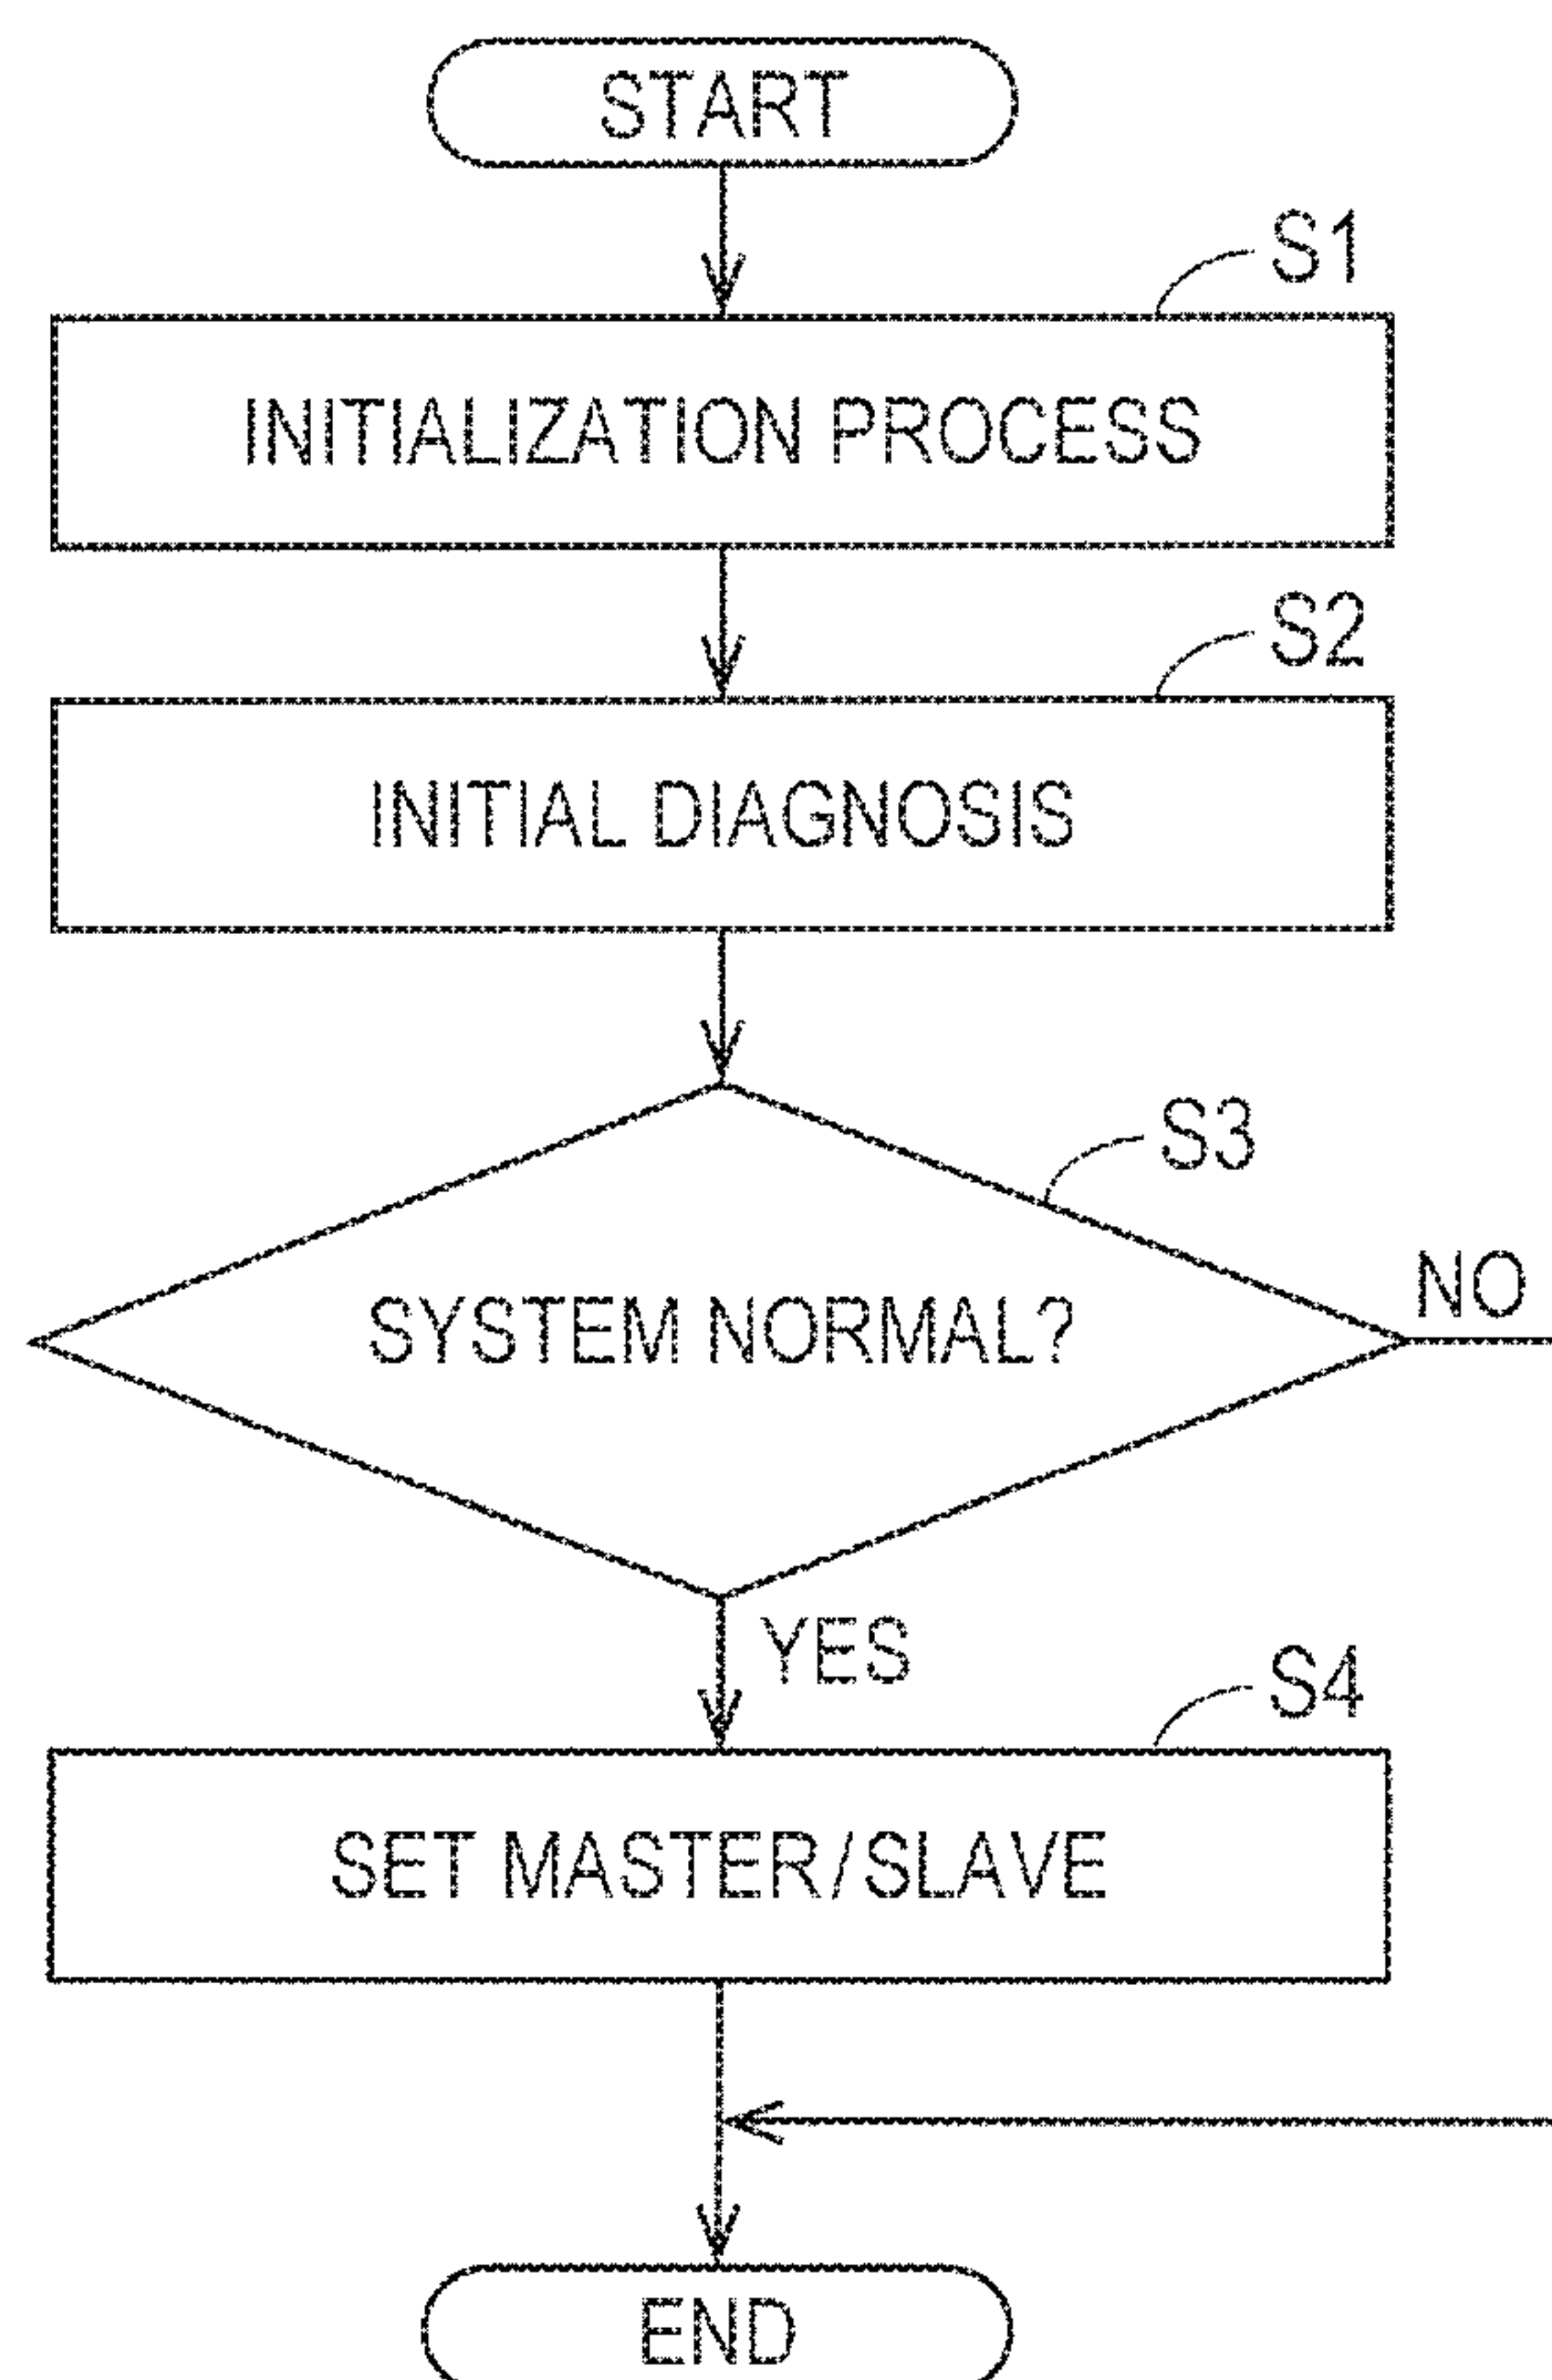 START
S1
INITIALIZATION PROCESS
S2
INITIAL DIAGNOSIS
S3
SYSTEM NORMAL?
NO
YES
S4
SET MASTER/SLAVE
END